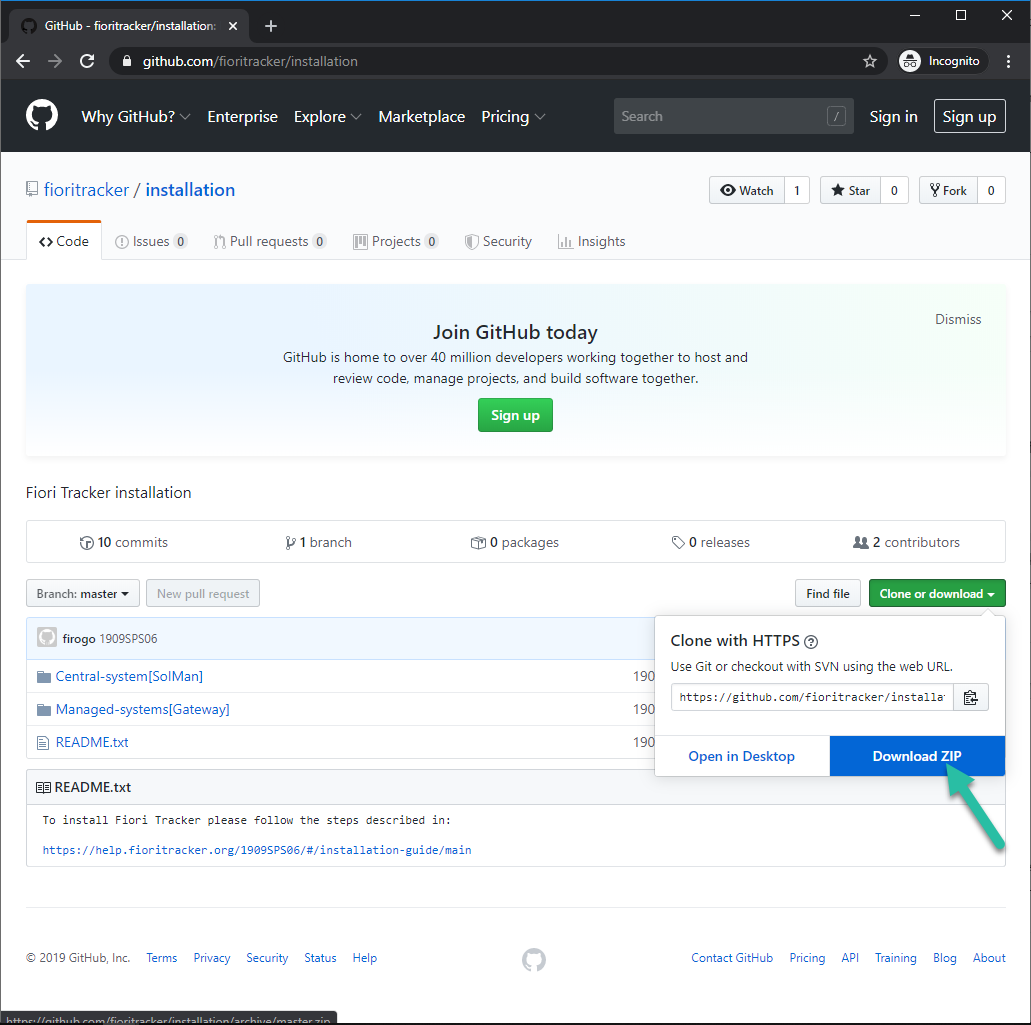 GitHub - fioritracker/installation:
github.com/fioritracker/installation
Incognito
Why GitHub? Enterprise Explore Marketplace Pricing
Search /
Sign in Sign up
fioritracker / installation
Watch 1 Star 0 Fork 0
Code Issues 0 Pull requests 0 Projects 0 Security Insights
Dismiss
Join GitHub today
GitHub is home to over 40 million developers working together to host and
review code, manage projects, and build software together.
Sign up
Fiori Tracker installation
10 commits 1 branch 0 packages 0 releases 2 contributors
Branch: master New pull request Find file Clone or download
firogo 1909SPS06
Central-system[SolMan] 190
Managed-systems[Gateway] 190
README.txt 190
Clone with HTTPS
Use Git or checkout with SVN using the web URL.
https://github.com/fioritracker/installa
Open in Desktop Download ZIP
README.txt
To install Fiori Tracker please follow the steps described in:
https://help.fioritracker.org/1909SPS06/#/installation-guide/main
© 2019 GitHub, Inc. Terms Privacy Security Status Help
Contact GitHub Pricing API Training Blog About
https://github.com/fioritracker/installation/archive/master.zip